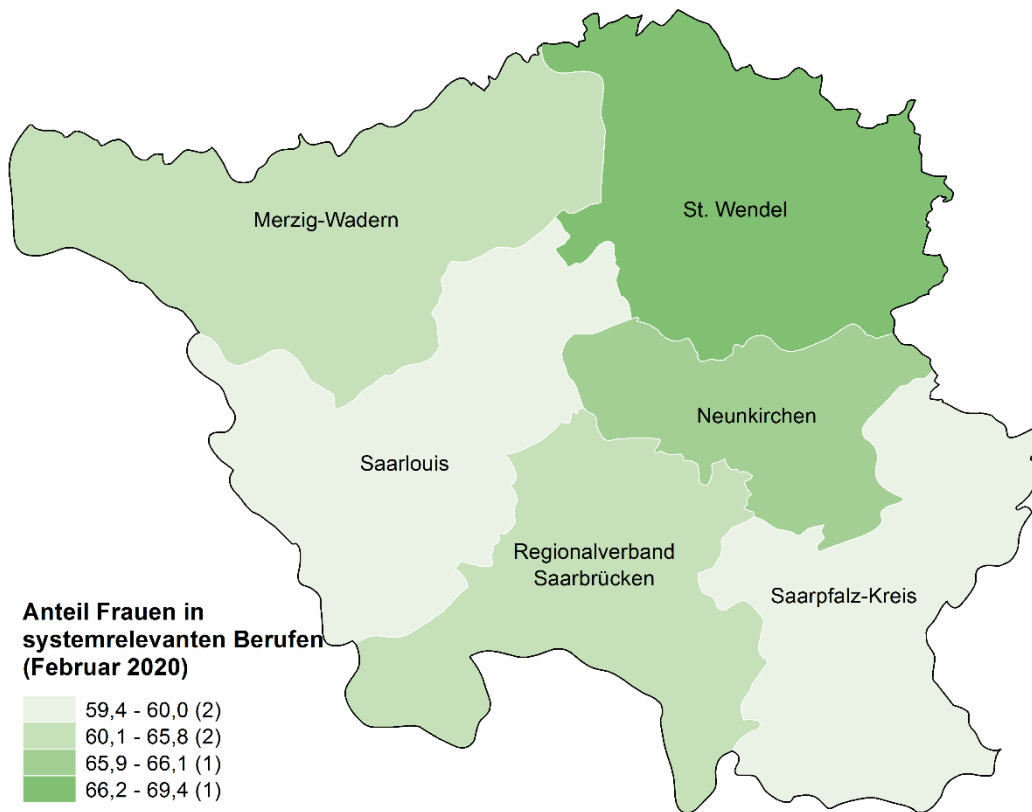 Merzig-Wadern
St. Wendel
Neunkirchen
Saarlouis
Regionalverband
Saarbrücken
Saarpfalz-Kreis
Anteil Frauen in
systemrelevanten Berufen
(Februar 2020)
59,4 - 60,0 (2)
60,1 - 65,8 (2)
65,9 - 66,1 (1)
66,2 - 69,4 (1)